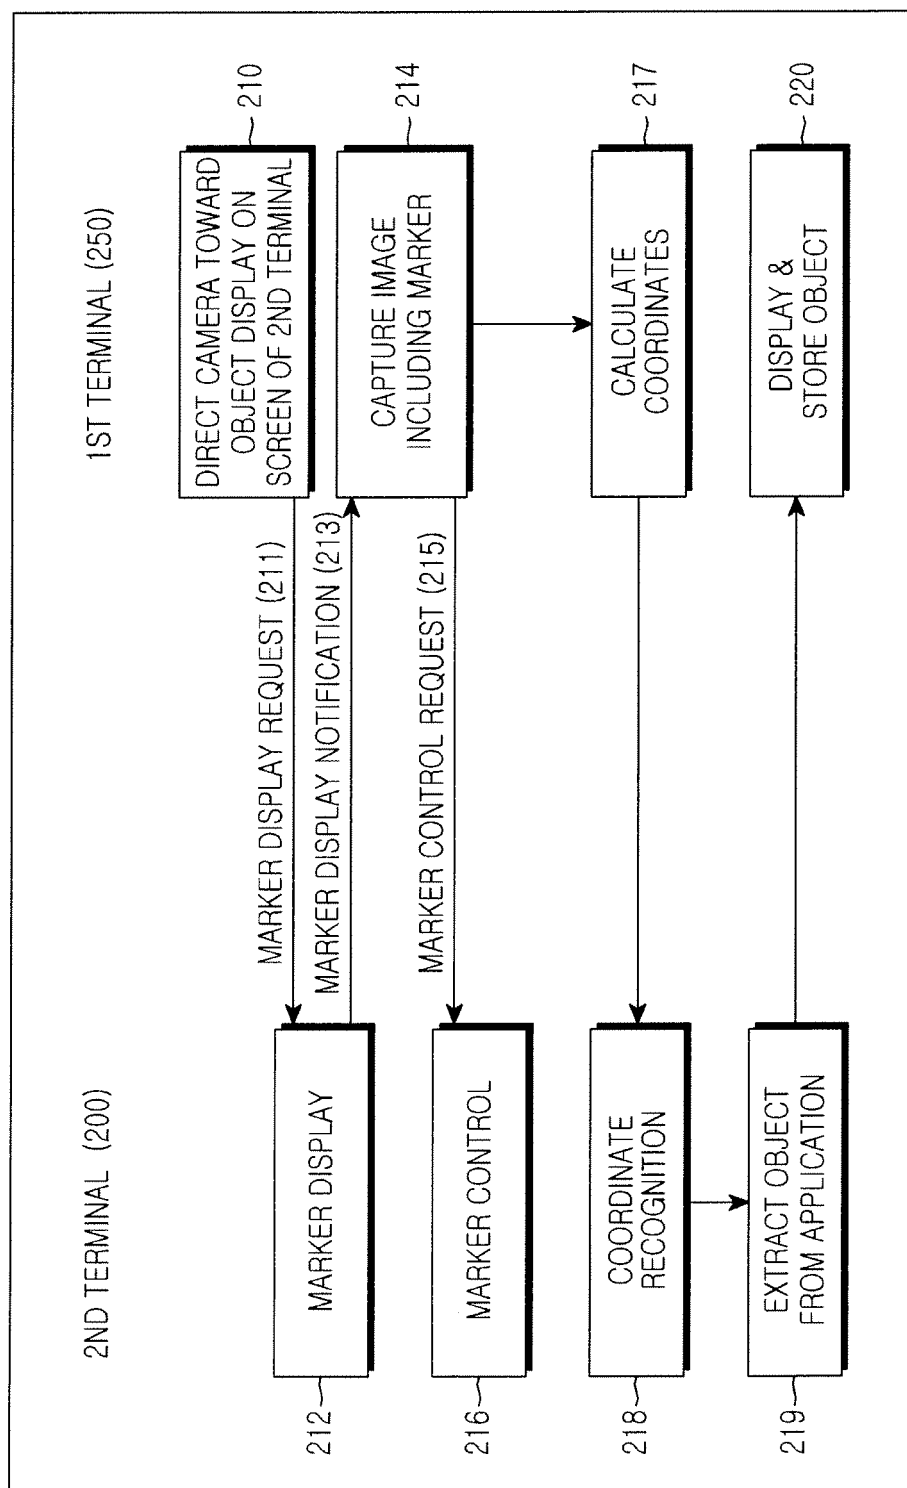 2ND TERMINAL (200)
1ST TERMINAL (250)
DIRECT CAMERA TOWARD
OBJECT DISPLAY ON
SCREEN OF 2ND TERMINAL
210
MARKER DISPLAY REQUEST (211)
212
MARKER DISPLAY
MARKER DISPLAY NOTIFICATION (213)
CAPTURE IMAGE
INCLUDING MARKER
214
MARKER CONTROL REQUEST (215)
216
MARKER CONTROL
CALCULATE
COORDINATES
217
218
COORDINATE
RECOGNITION
219
EXTRACT OBJECT
FROM APPLICATION
DISPLAY &
STORE OBJECT
220